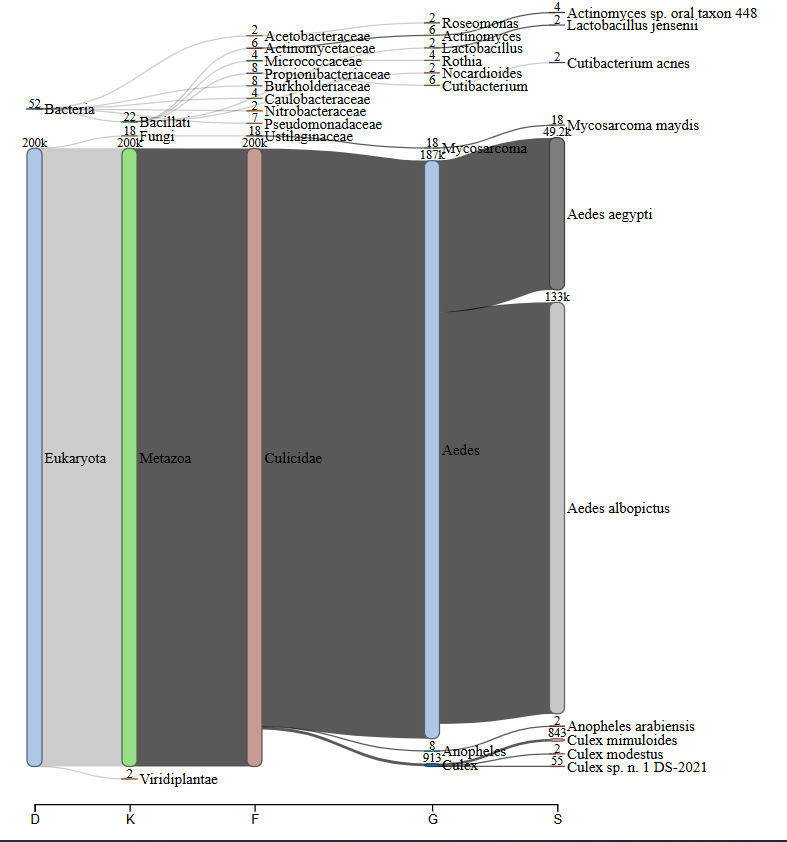 4
Actinomyces sp. oral taxon 448
2
Roseomonas
2
Lactobacillus jensenii
2
Acetobacteraceae
6
Actinomyces
6
Actinomycetaceae
2
Lactobacillus
4
Micrococcaceae
4
Rothia
2
Cutibacterium acnes
8
Propionibacteriaceae
2
Nocardioides
8
Burkholderiaceae
6
Cutibacterium
4
Caulobacteraceae
52
Bacteria
2
Nitrobacteraceae
22
Bacillati
7
Pseudomonadaceae
18
Mycosarcoma maydis
18
Fungi
18
Ustilaginaceae
18
Mycosarcoma
200k
200k
200k
187k
49.2k
Aedes aegypti
133k
Aedes
Eukaryota
Metazoa
Culicidae
Aedes albopictus
2
Anopheles arabiensis
843
Culex mimuloides
8
Anopheles
2
Culex modestus
913
Culex
55
Culex sp. n. 1 DS-2021
2
Viridiplantae
D
K
F
G
S